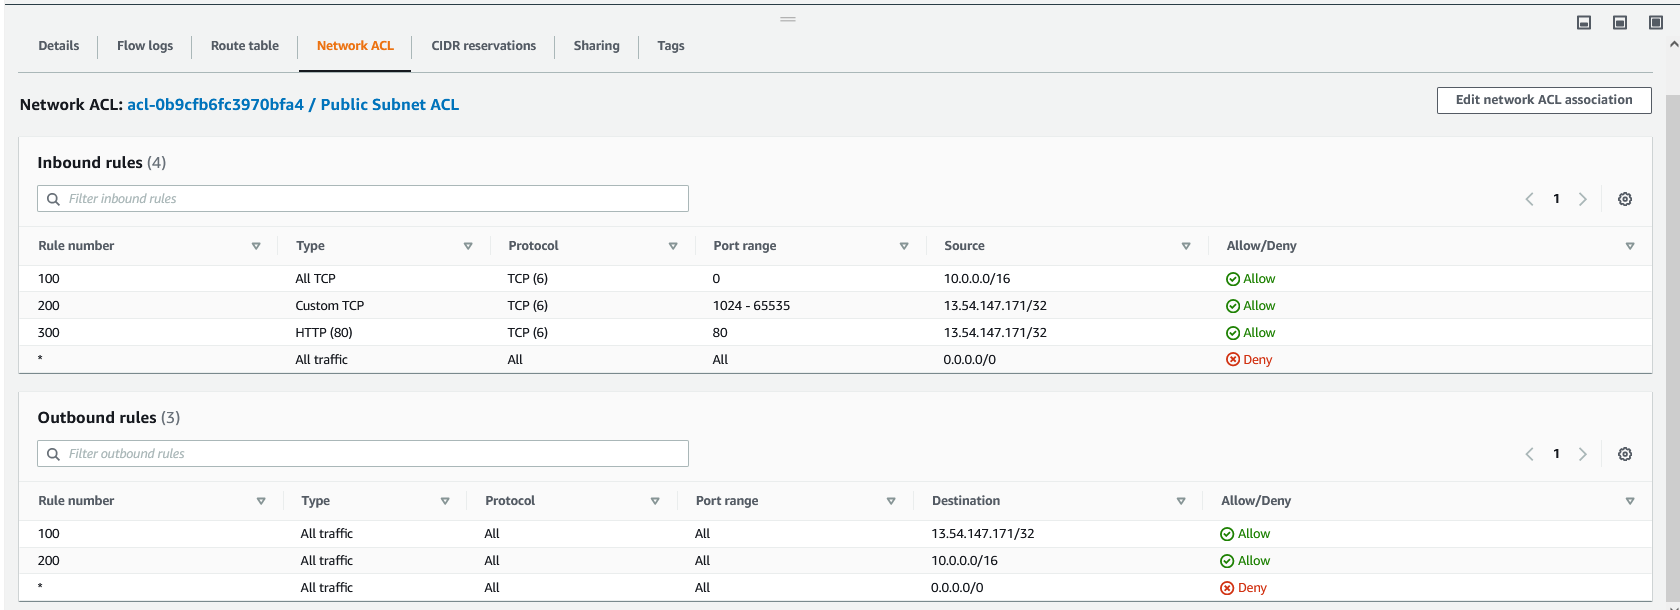 Details Flow logs Route table Network ACL CIDR reservations Sharing Tags
Network ACL: acl-0b9cfb6fc3970bfa4 / Public Subnet ACL Edit network ACL association
Inbound rules (4)
Filter inbound rules 1
Rule number Type Protocol Port range Source Allow/Deny
100 All TCP TCP (6) 0 10.0.0.0/16 Allow
200 Custom TCP TCP (6) 1024 - 65535 13.54.147.171/32 Allow
300 HTTP (80) TCP (6) 80 13.54.147.171/32 Allow
* All traffic All All 0.0.0.0/0 Deny
Outbound rules (3)
Filter outbound rules 1
Rule number Type Protocol Port range Destination Allow/Deny
100 All traffic All All 13.54.147.171/32 Allow
200 All traffic All All 10.0.0.0/16 Allow
* All traffic All All 0.0.0.0/0 Deny